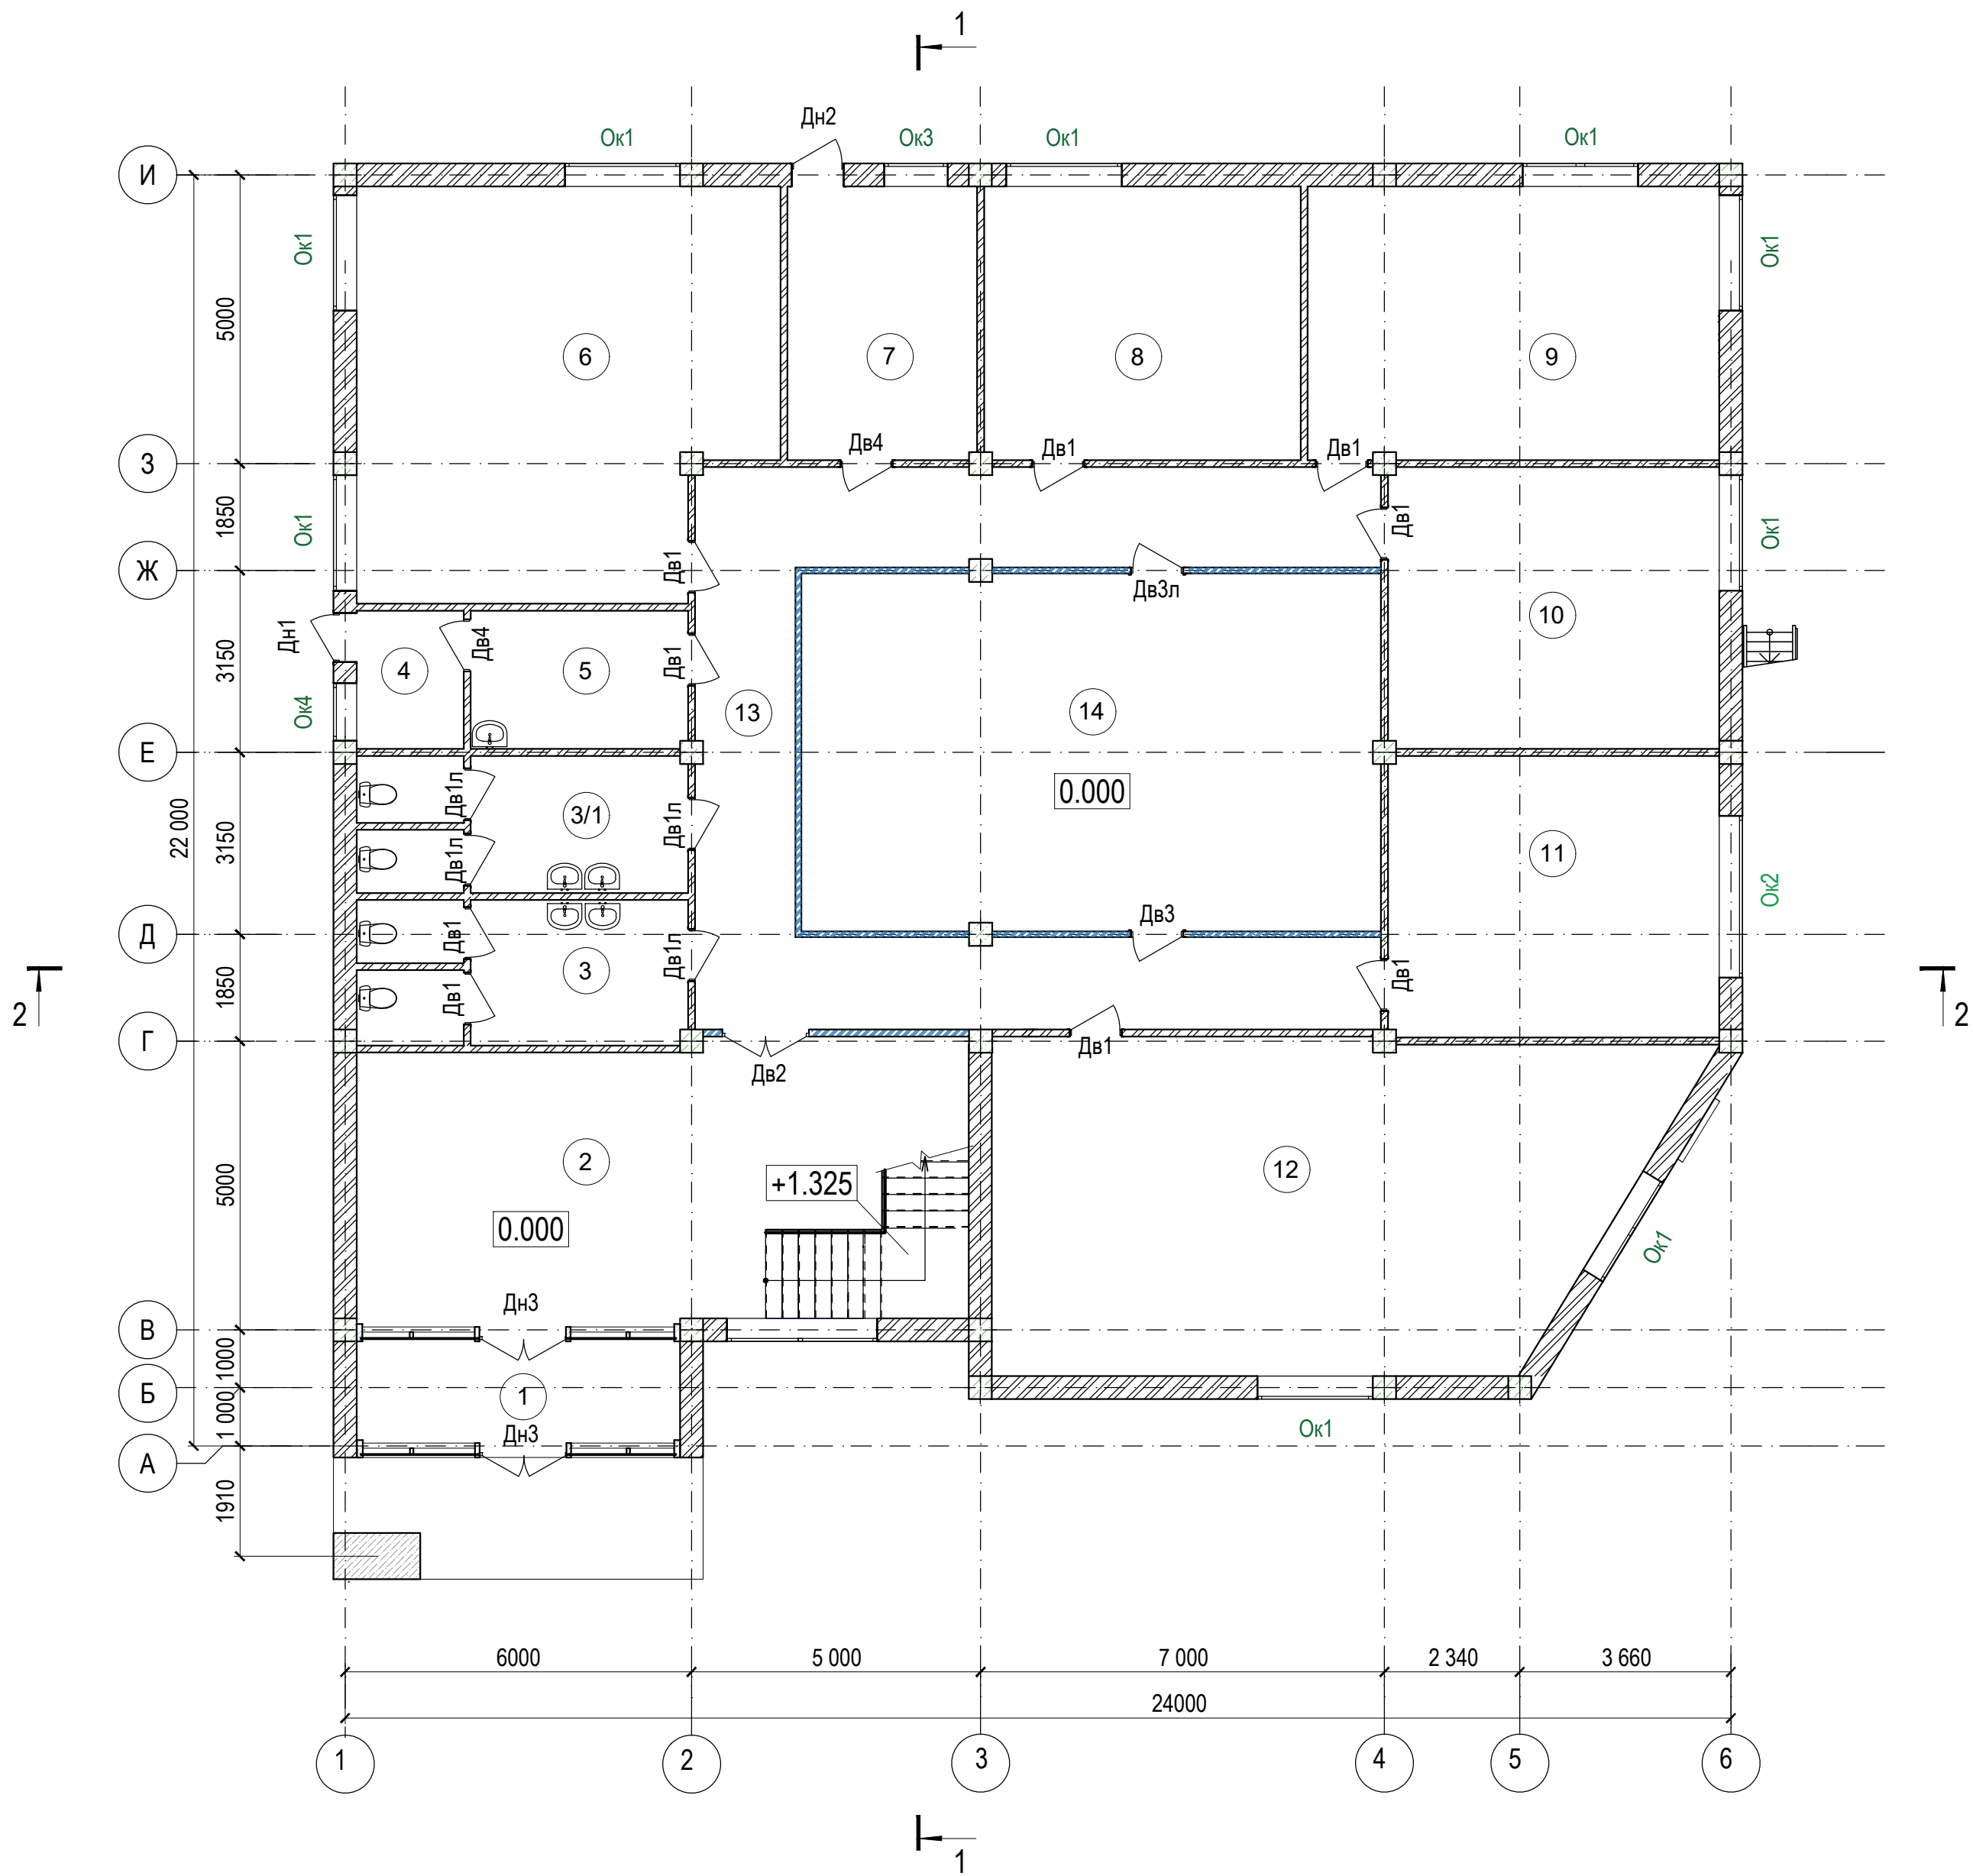 1
Дн2
Ок1
Ок3
Ок1
Ок1
И
Ок1
Ок1
5000
6
7
8
9
Дв4
Дв1
Дв1
З
1850
Ок1
Дв1
Ок1
Ж
Дв1
Дв3л
Дн1
Дв4
Дв1
10
3150
4
5
Ок4
13
14
Е
0.000
22 000
3150
Дв1л
3/1
Дв1л
Дв1л
11
Ок2
Д
Дв1
Дв3
1850
3
Дв1л
Дв1
Дв1
2
2
Г
Дв2
Дв1
5000
2
+1.325
12
0.000
Ок1
Дн3
В
1000
Б
1
1 000
Дн3
Ок1
А
1910
6000
5 000
7 000
2 340
3 660
24000
1
2
3
4
5
6
1